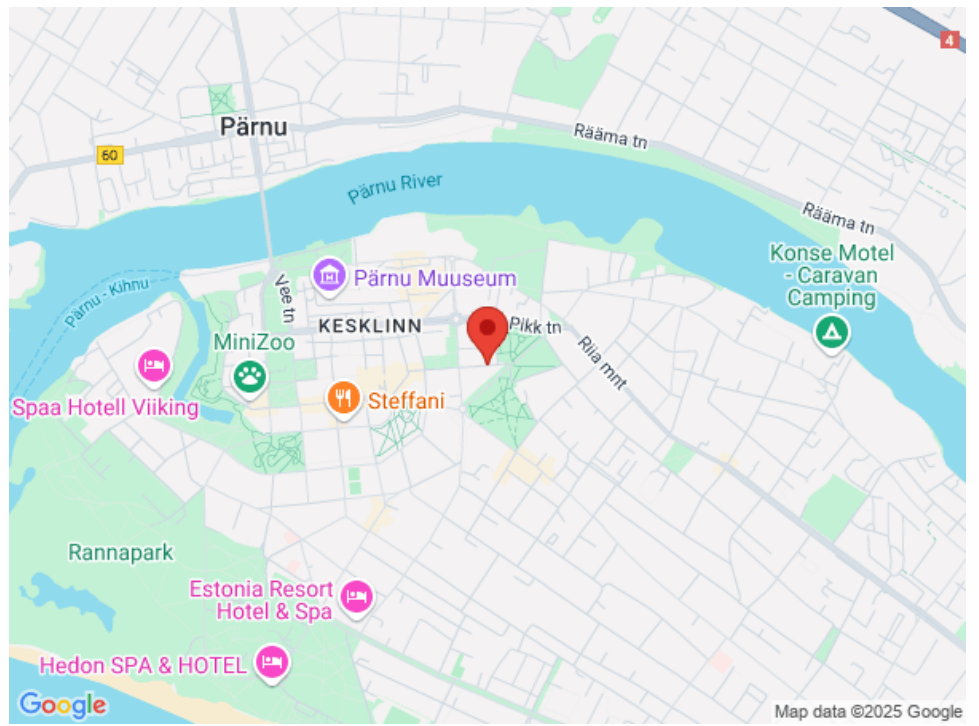 4
Pärnu
60
Rääma tn
Pärnu River
Rääma tn
Konse Motel
- Caravan
Camping
Pärnu - Kihnu
Vee tn
Pärnu Muuseum
KESKLINN
Pikk tn
MiniZoo
Riia mnt
Spaa Hotell Viiking
Steffani
Rannapark
Estonia Resort
Hotel & Spa
Hedon SPA & HOTEL
Google
Map data ©2025 Google